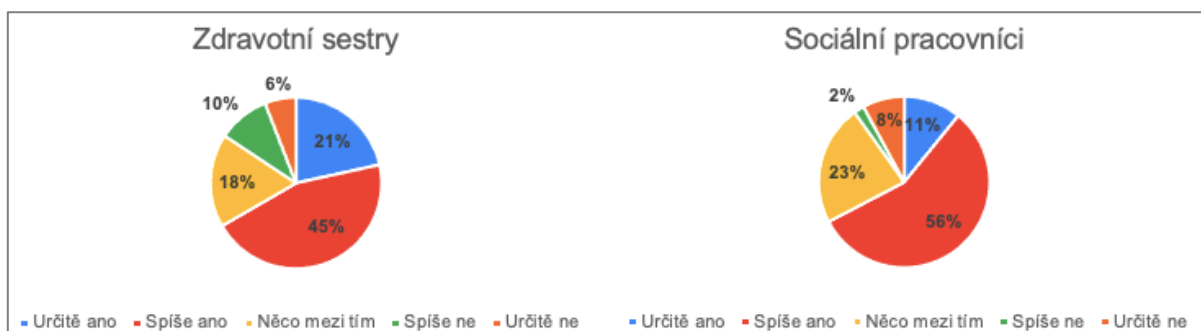 Zdravotní sestry
6%
10%
21%
18%
45%
Určitě ano Spíše ano Něco mezi tím Spíše ne Určitě ne
Sociální pracovníci
2%
8%
11%
23%
56%
Určitě ano Spíše ano Něco mezi tím Spíše ne Určitě ne